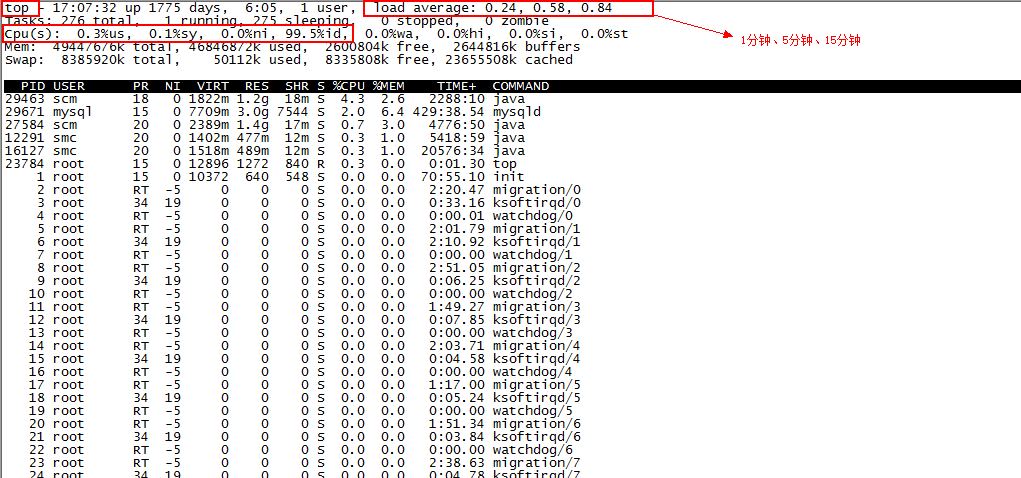 top - 17:07:32 up 1775 days,  6:05,  1 user,  load average: 0.24, 0.58, 0.84
Tasks: 276 total,   1 running, 275 sleeping,   0 stopped,   0 zombie
Cpu(s):  0.3%us,  0.1%sy,  0.0%ni, 99.5%id,  0.0%wa,  0.0%hi,  0.0%si,  0.0%st
1分钟、5分钟、15分钟
Mem:  49447676k total, 46846872k used,  2600804k free,  2644816k buffers
Swap:  8385920k total,    50112k used,  8335808k free, 23655508k cached
PID USER      PR  NI  VIRT  RES  SHR S %CPU %MEM    TIME+  COMMAND
29463 scm       18   0 1822m 1.2g  18m S  4.3  2.6   2288:10 java
29671 mysql     15   0 7709m 3.0g 7544 S  2.0  6.4 429:38.54 mysqld
27584 scm       20   0 2389m 1.4g  17m S  0.7  3.0   4776:50 java
12291 smc       20   0 1402m 477m  12m S  0.3  1.0   5418:59 java
16127 smc       20   0 1518m 489m  12m S  0.3  1.0  20576:34 java
23784 root      15   0 12896 1272  840 R  0.3  0.0   0:01.30 top
1 root      15   0 10372  640  548 S  0.0  0.0  70:55.10 init
2 root      RT  -5     0    0    0 S  0.0  0.0   2:20.47 migration/0
3 root      34  19     0    0    0 S  0.0  0.0   0:33.16 ksoftirqd/0
4 root      RT  -5     0    0    0 S  0.0  0.0   0:00.01 watchdog/0
5 root      RT  -5     0    0    0 S  0.0  0.0   2:01.79 migration/1
6 root      34  19     0    0    0 S  0.0  0.0   2:10.92 ksoftirqd/1
7 root      RT  -5     0    0    0 S  0.0  0.0   0:00.00 watchdog/1
8 root      RT  -5     0    0    0 S  0.0  0.0   2:51.05 migration/2
9 root      34  19     0    0    0 S  0.0  0.0   0:06.25 ksoftirqd/2
10 root      RT  -5     0    0    0 S  0.0  0.0   0:00.00 watchdog/2
11 root      RT  -5     0    0    0 S  0.0  0.0   1:49.27 migration/3
12 root      34  19     0    0    0 S  0.0  0.0   0:07.85 ksoftirqd/3
13 root      RT  -5     0    0    0 S  0.0  0.0   0:00.00 watchdog/3
14 root      RT  -5     0    0    0 S  0.0  0.0   2:03.71 migration/4
15 root      34  19     0    0    0 S  0.0  0.0   0:04.58 ksoftirqd/4
16 root      RT  -5     0    0    0 S  0.0  0.0   0:00.00 watchdog/4
17 root      RT  -5     0    0    0 S  0.0  0.0   1:17.00 migration/5
18 root      34  19     0    0    0 S  0.0  0.0   0:05.24 ksoftirqd/5
19 root      RT  -5     0    0    0 S  0.0  0.0   0:00.00 watchdog/5
20 root      RT  -5     0    0    0 S  0.0  0.0   1:51.34 migration/6
21 root      34  19     0    0    0 S  0.0  0.0   0:03.84 ksoftirqd/6
22 root      RT  -5     0    0    0 S  0.0  0.0   0:00.00 watchdog/6
23 root      RT  -5     0    0    0 S  0.0  0.0   2:38.63 migration/7
24 root      34  19     0    0    0 S  0.0  0.0   0:04.78 ksoftirqd/7